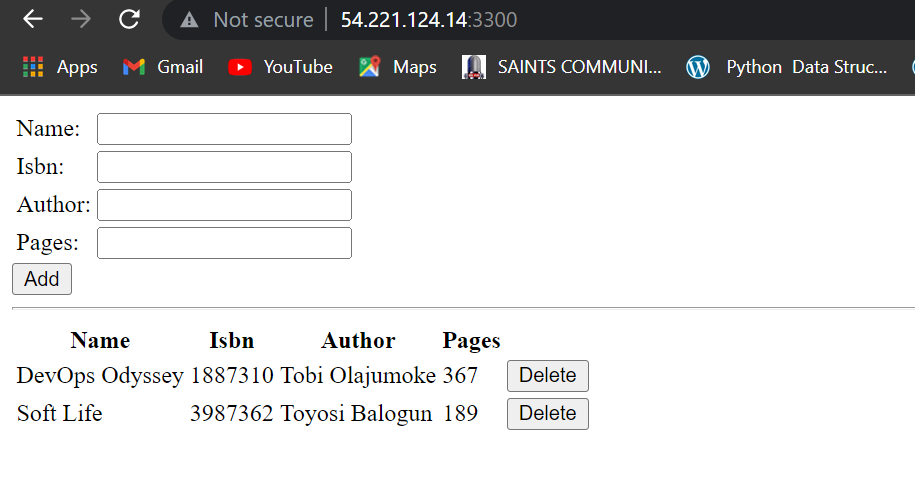 Not secure 54.221.124.14:3300
Apps Gmail YouTube Maps SAINTS COMMUNI... Python Data Struc...
Name:
Isbn:
Author:
Pages:
Add
Name Isbn Author Pages
DevOps Odyssey 1887310 Tobi Olajumoke 367 Delete
Soft Life 3987362 Toyosi Balogun 189 Delete